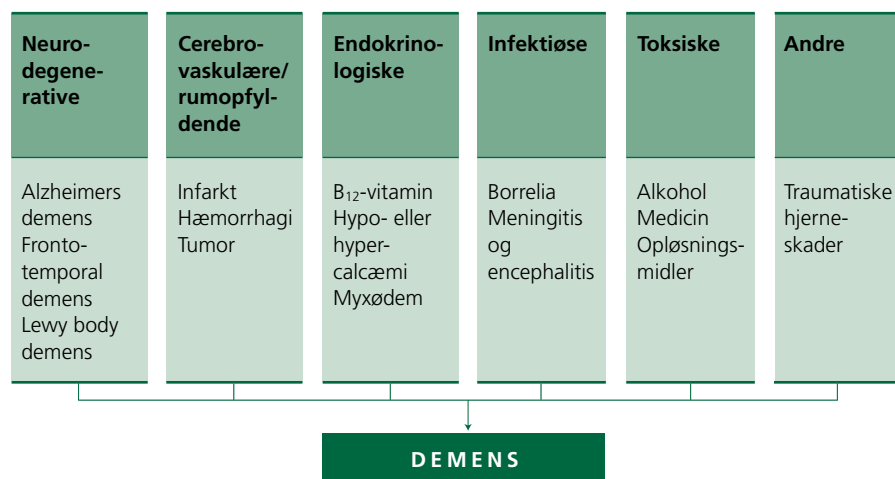 Neuro-
degene-
rative
Alzheimers
demens
Fronto-
temporal
demens
Lewy body
demens
Cerebro-
vaskulære/
rumopfyl-
dende
Infarkt
Hæmorrhagi
Tumor
Endokrino-
logiske
B₁₂-vitamin
Hypo- eller
hyper-
calcæmi
Myxødem
Infektiøse
Borrelia
Meningitis
og
encephalitis
Toksiske
Alkohol
Medicin
Opløsnings-
midler
Andre
Traumatiske
hjerne-
skader
DEMENS